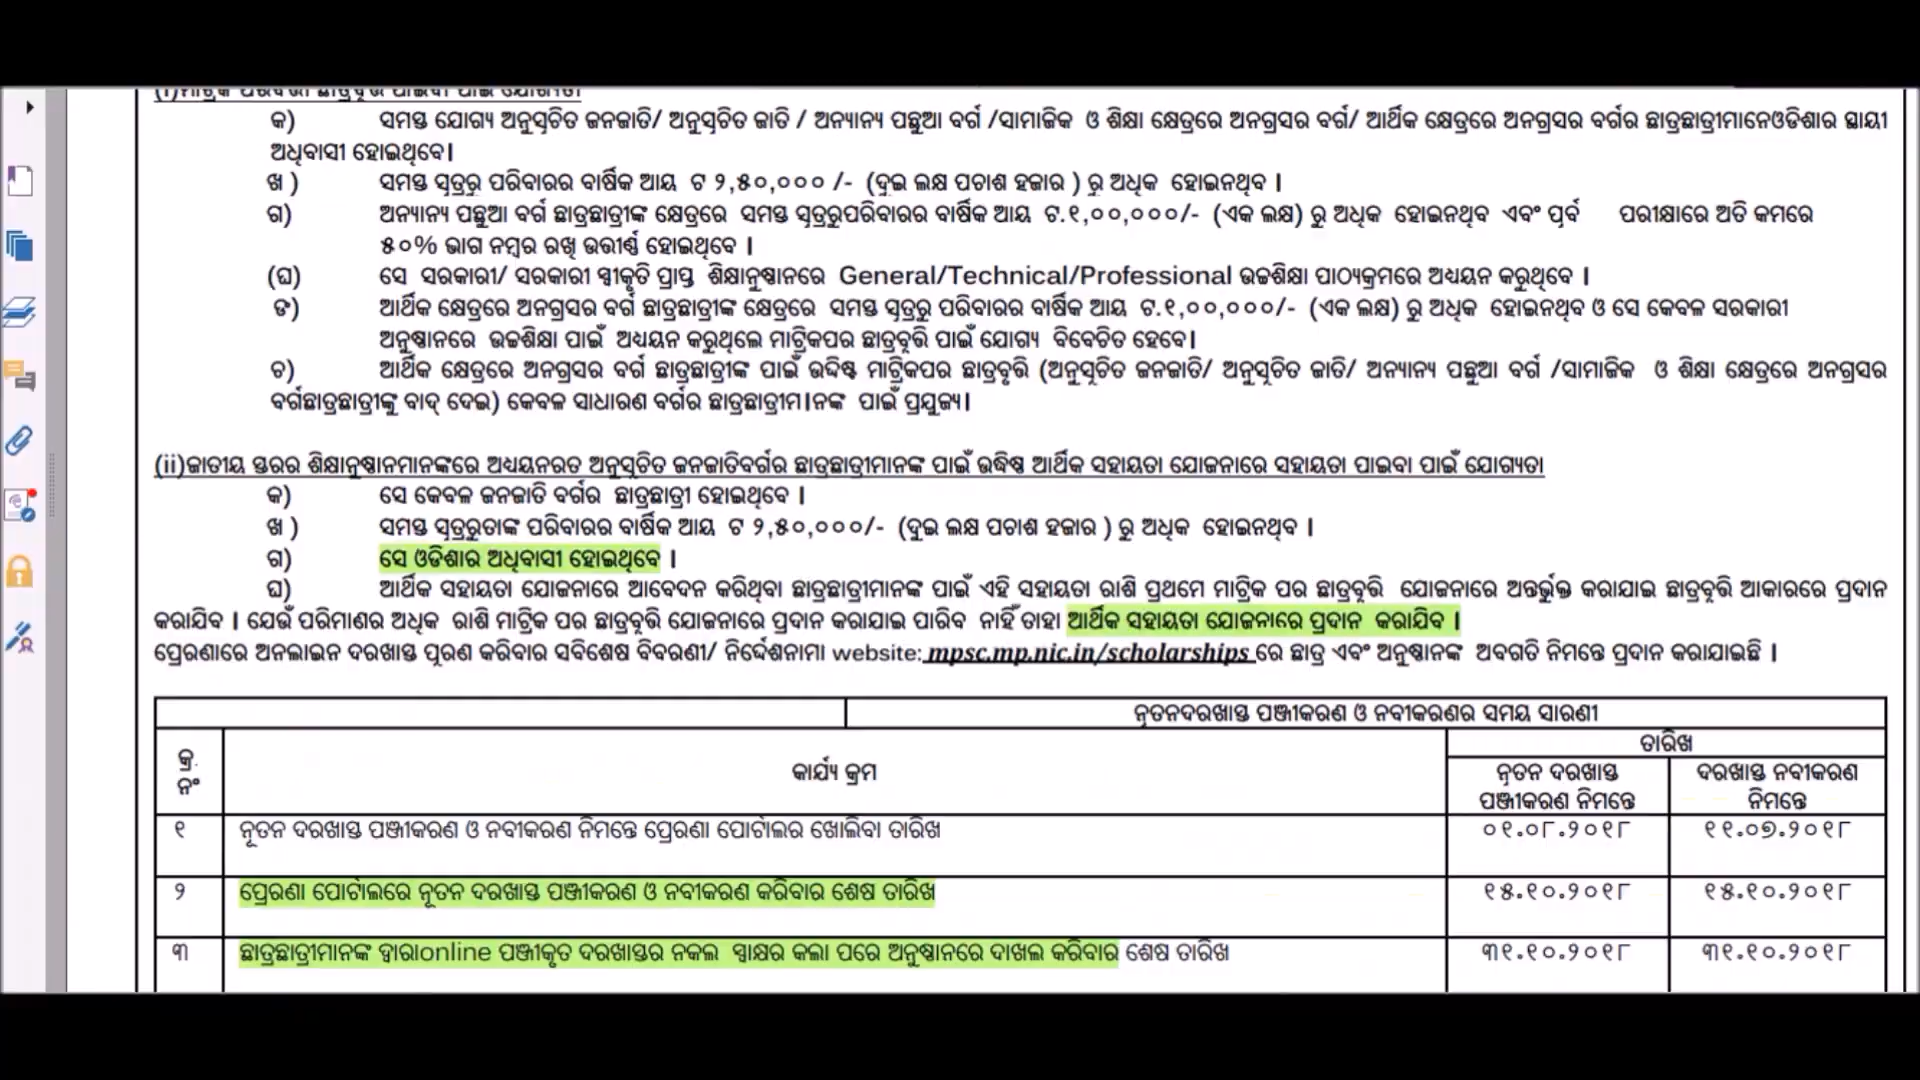 (i)ମାଟ୍ରିକ ପରବର୍ତ୍ତୀ ଛାତ୍ରବୃତ୍ତି ପାଇବା ପାଇଁ ଯୋଗ୍ୟତା
କ) ସମସ୍ତ ଯୋଗ୍ୟ ଅନୁସୂଚିତ ଜନଜାତି/ ଅନୁସୂଚିତ ଜାତି / ଅନ୍ୟାନ୍ୟ ପଛୁଆ ବର୍ଗ /ସାମାଜିକ ଓ ଶିକ୍ଷା କ୍ଷେତ୍ରରେ ଅନଗ୍ରସର ବର୍ଗ/ ଆର୍ଥିକ କ୍ଷେତ୍ରରେ ଅନଗ୍ରସର ବର୍ଗର ଛାତ୍ରଛାତ୍ରୀମାନେଓଡିଶାର ସ୍ଥାୟୀ
ଅଧିବାସୀ ହୋଇଥିବେ।
ଖ ) ସମସ୍ତ ସୂତ୍ରରୁ ପରିବାରର ବାର୍ଷିକ ଆୟ ଟ ୨,୫୦,୦୦୦ /- (ଦୁଇ ଲକ୍ଷ ପଚାଶ ହଜାର ) ରୁ ଅଧିକ ହୋଇନଥିବ ।
ଗ) ଅନ୍ୟାନ୍ୟ ପଛୁଆ ବର୍ଗ ଛାତ୍ରଛାତ୍ରୀଙ୍କ କ୍ଷେତ୍ରରେ ସମସ୍ତ ସୂତ୍ରରୁପରିବାରର ବାର୍ଷିକ ଆୟ ଟ.୧,୦୦,୦୦୦/- (ଏକ ଲକ୍ଷ) ରୁ ଅଧିକ ହୋଇନଥିବ ଏବଂ ପୂର୍ବ ପରୀକ୍ଷାରେ ଅତି କମରେ
୫୦% ଭାଗ ନମ୍ବର ରଖି ଉତ୍ତୀର୍ଣ୍ଣ ହୋଇଥିବେ ।
(ଘ) ସେ ସରକାରୀ/ ସରକାରୀ ସ୍ୱୀକୃତି ପ୍ରାପ୍ତ ଶିକ୍ଷାନୁଷ୍ଠାନରେ General/Technical/Professional ଉଚ୍ଚଶିକ୍ଷା ପାଠ୍ୟକ୍ରମରେ ଅଧ୍ୟୟନ କରୁଥିବେ ।
ଙ) ଆର୍ଥିକ କ୍ଷେତ୍ରରେ ଅନଗ୍ରସର ବର୍ଗ ଛାତ୍ରଛାତ୍ରୀଙ୍କ କ୍ଷେତ୍ରରେ ସମସ୍ତ ସୂତ୍ରରୁ ପରିବାରର ବାର୍ଷିକ ଆୟ ଟ.୧,୦୦,୦୦୦/- (ଏକ ଲକ୍ଷ) ରୁ ଅଧିକ ହୋଇନଥିବ ଓ ସେ କେବଳ ସରକାରୀ
ଅନୁଷ୍ଠାନରେ ଉଚ୍ଚଶିକ୍ଷା ପାଇଁ ଅଧ୍ୟୟନ କରୁଥିଲେ ମାଟ୍ରିକପର ଛାତ୍ରବୃତ୍ତି ପାଇଁ ଯୋଗ୍ୟ ବିବେଚିତ ହେବେ।
ଚ) ଆର୍ଥିକ କ୍ଷେତ୍ରରେ ଅନଗ୍ରସର ବର୍ଗ ଛାତ୍ରଛାତ୍ରୀଙ୍କ ପାଇଁ ଉଦ୍ଦିଷ୍ଟ ମାଟ୍ରିକପର ଛାତ୍ରବୃତ୍ତି (ଅନୁସୂଚିତ ଜନଜାତି/ ଅନୁସୂଚିତ ଜାତି/ ଅନ୍ୟାନ୍ୟ ପଛୁଆ ବର୍ଗ /ସାମାଜିକ ଓ ଶିକ୍ଷା କ୍ଷେତ୍ରରେ ଅନଗ୍ରସର
ବର୍ଗଛାତ୍ରଛାତ୍ରୀଙ୍କୁ ବାଦ୍ ଦେଇ) କେବଳ ସାଧାରଣ ବର୍ଗର ଛାତ୍ରଛାତ୍ରୀମାନଙ୍କ ପାଇଁ ପ୍ରଯୁଜ୍ୟ।
(ii)ଜାତୀୟ ସ୍ତରର ଶିକ୍ଷାନୁଷ୍ଠାନମାନଙ୍କରେ ଅଧ୍ୟୟନରତ ଅନୁସୂଚିତ ଜନଜାତିବର୍ଗର ଛାତ୍ରଛାତ୍ରୀମାନଙ୍କ ପାଇଁ ଉଦ୍ଧିଷ୍ଟ ଆର୍ଥିକ ସହାୟତା ଯୋଜନାରେ ସହାୟତା ପାଇବା ପାଇଁ ଯୋଗ୍ୟତା
କ) ସେ କେବଳ ଜନଜାତି ବର୍ଗର ଛାତ୍ରଛାତ୍ରୀ ହୋଇଥିବେ ।
ଖ ) ସମସ୍ତ ସୂତ୍ରରୁତାଙ୍କ ପରିବାରର ବାର୍ଷିକ ଆୟ ଟ ୨,୫୦,୦୦୦/- (ଦୁଇ ଲକ୍ଷ ପଚାଶ ହଜାର ) ରୁ ଅଧିକ ହୋଇନଥିବ ।
ଗ) ସେ ଓଡିଶାର ଅଧିବାସୀ ହୋଇଥିବେ ।
ଘ) ଆର୍ଥିକ ସହାୟତା ଯୋଜନାରେ ଆବେଦନ କରିଥିବା ଛାତ୍ରଛାତ୍ରୀମାନଙ୍କ ପାଇଁ ଏହି ସହାୟତା ରାଶି ପ୍ରଥମେ ମାଟ୍ରିକ ପର ଛାତ୍ରବୃତ୍ତି ଯୋଜନାରେ ଅନ୍ତର୍ଭୁକ୍ତ କରାଯାଇ ଛାତ୍ରବୃତ୍ତି ଆକାରରେ ପ୍ରଦାନ
କରାଯିବ । ଯେଉଁ ପରିମାଣର ଅଧିକ ରାଶି ମାଟ୍ରିକ ପର ଛାତ୍ରବୃତ୍ତି ଯୋଜନାରେ ପ୍ରଦାନ କରାଯାଇ ପାରିବ ନାହିଁ ତାହା ଆର୍ଥିକ ସହାୟତା ଯୋଜନାରେ ପ୍ରଦାନ କରାଯିବ ।
ପ୍ରେରଣାରେ ଅନଲାଇନ ଦରଖାସ୍ତ ପୂରଣ କରିବାର ସବିଶେଷ ବିବରଣୀ/ ନିର୍ଦ୍ଦେଶନାମା website: mpsc.mp.nic.in/scholarships ରେ ଛାତ୍ର ଏବଂ ଅନୁଷ୍ଠାନଙ୍କ ଅବଗତି ନିମନ୍ତେ ପ୍ରଦାନ କରାଯାଇଛି ।
ନୂତନଦରଖାସ୍ତ ପଞ୍ଜୀକରଣ ଓ ନବୀକରଣର ସମୟ ସାରଣୀ
କ୍ର. ନଂ କାର୍ଯ୍ୟ କ୍ରମ ତାରିଖ
ନୂତନ ଦରଖାସ୍ତ ପଞ୍ଜୀକରଣ ନିମନ୍ତେ ଦରଖାସ୍ତ ନବୀକରଣ ନିମନ୍ତେ
୧ ନୂତନ ଦରଖାସ୍ତ ପଞ୍ଜୀକରଣ ଓ ନବୀକରଣ ନିମନ୍ତେ ପ୍ରେରଣା ପୋର୍ଟାଲର ଖୋଲିବା ତାରିଖ ୦୧.୦୮.୨୦୧୮ ୧୧.୦୭.୨୦୧୮
୨ ପ୍ରେରଣା ପୋର୍ଟାଲରେ ନୂତନ ଦରଖାସ୍ତ ପଞ୍ଜୀକରଣ ଓ ନବୀକରଣ କରିବାର ଶେଷ ତାରିଖ ୧୫.୧୦.୨୦୧୮ ୧୫.୧୦.୨୦୧୮
୩ ଛାତ୍ରଛାତ୍ରୀମାନଙ୍କ ଦ୍ୱାରାonline ପଞ୍ଜୀକୃତ ଦରଖାସ୍ତର ନକଲ ସ୍ୱାକ୍ଷର କଲା ପରେ ଅନୁଷ୍ଠାନରେ ଦାଖଲ କରିବାର ଶେଷ ତାରିଖ ୩୧.୧୦.୨୦୧୮ ୩୧.୧୦.୨୦୧୮